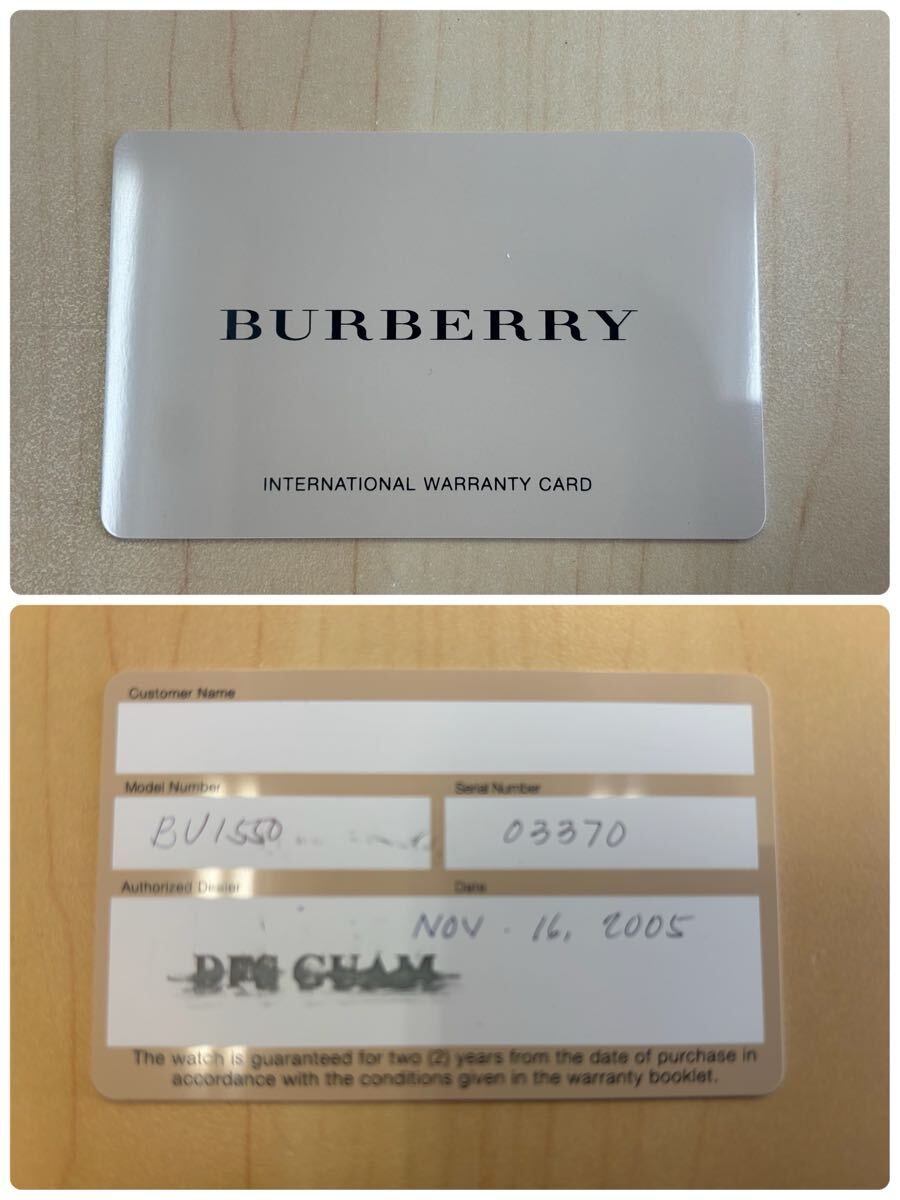 BURBERRY
INTERNATIONAL WARRANTY CARD
Customer Name
Model Number
Serial Number
BU1550
03370
Authorized Dealer
Date
NOV. 16, 2005
DFS GUAM
The watch is guaranteed for two (2) years from the date of purchase in
accordance with the conditions given in the warranty booklet.